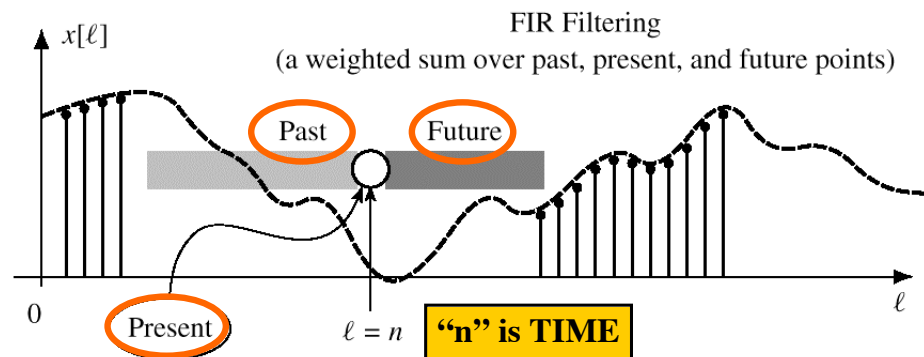 FIR Filtering
(a weighted sum over past, present, and future points)
x[ℓ]
Past
Future
0
Present
ℓ = n
“n” is TIME
ℓ